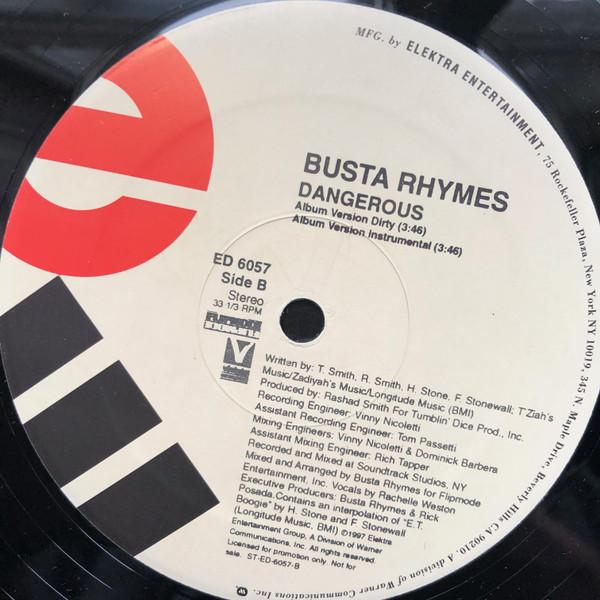 MFG. by ELEKTRA ENTERTAINMENT, 75 Rockefeller Plaza, New York NY 10019, 345 N Maple Drive, Beverly Hills CA 90210. A division of Warner Communications Inc.
BUSTA RHYMES
DANGEROUS
Album Version Dirty (3:46)
Album Version Instrumental (3:46)
ED 6057
Side B
Stereo
33 1/3 RPM
Written by: T. Smith, R. Smith, H. Stone, F. Stonewall; T'Ziah's
Music/Zadiyah's Music/Longitude Music (BMI)
Produced by: Rashad Smith For Tumblin' Dice Prod., Inc.
Recording Engineer: Vinny Nicoletti
Assistant Recording Engineer: Tom Passetti
Mixing Engineers: Vinny Nicoletti & Dominick Barbera
Assistant Mixing Engineer: Rich Tapper
Recorded and Mixed at Soundtrack Studios, NY
Mixed and Arranged by Busta Rhymes for Flipmode
Entertainment, Inc. Vocals by Rachelle Weston
Executive Producers: Busta Rhymes & Rick
Posada.Contains an interpolation of "E.T.
Boogie" by H. Stone and F. Stonewall
(Longitude Music, BMI) ©1997 Elektra
Entertainment Group, A Division of Warner
Communications, Inc. All rights reserved.
Licensed for promotion only. Not for
sale. ST-ED-6057-B